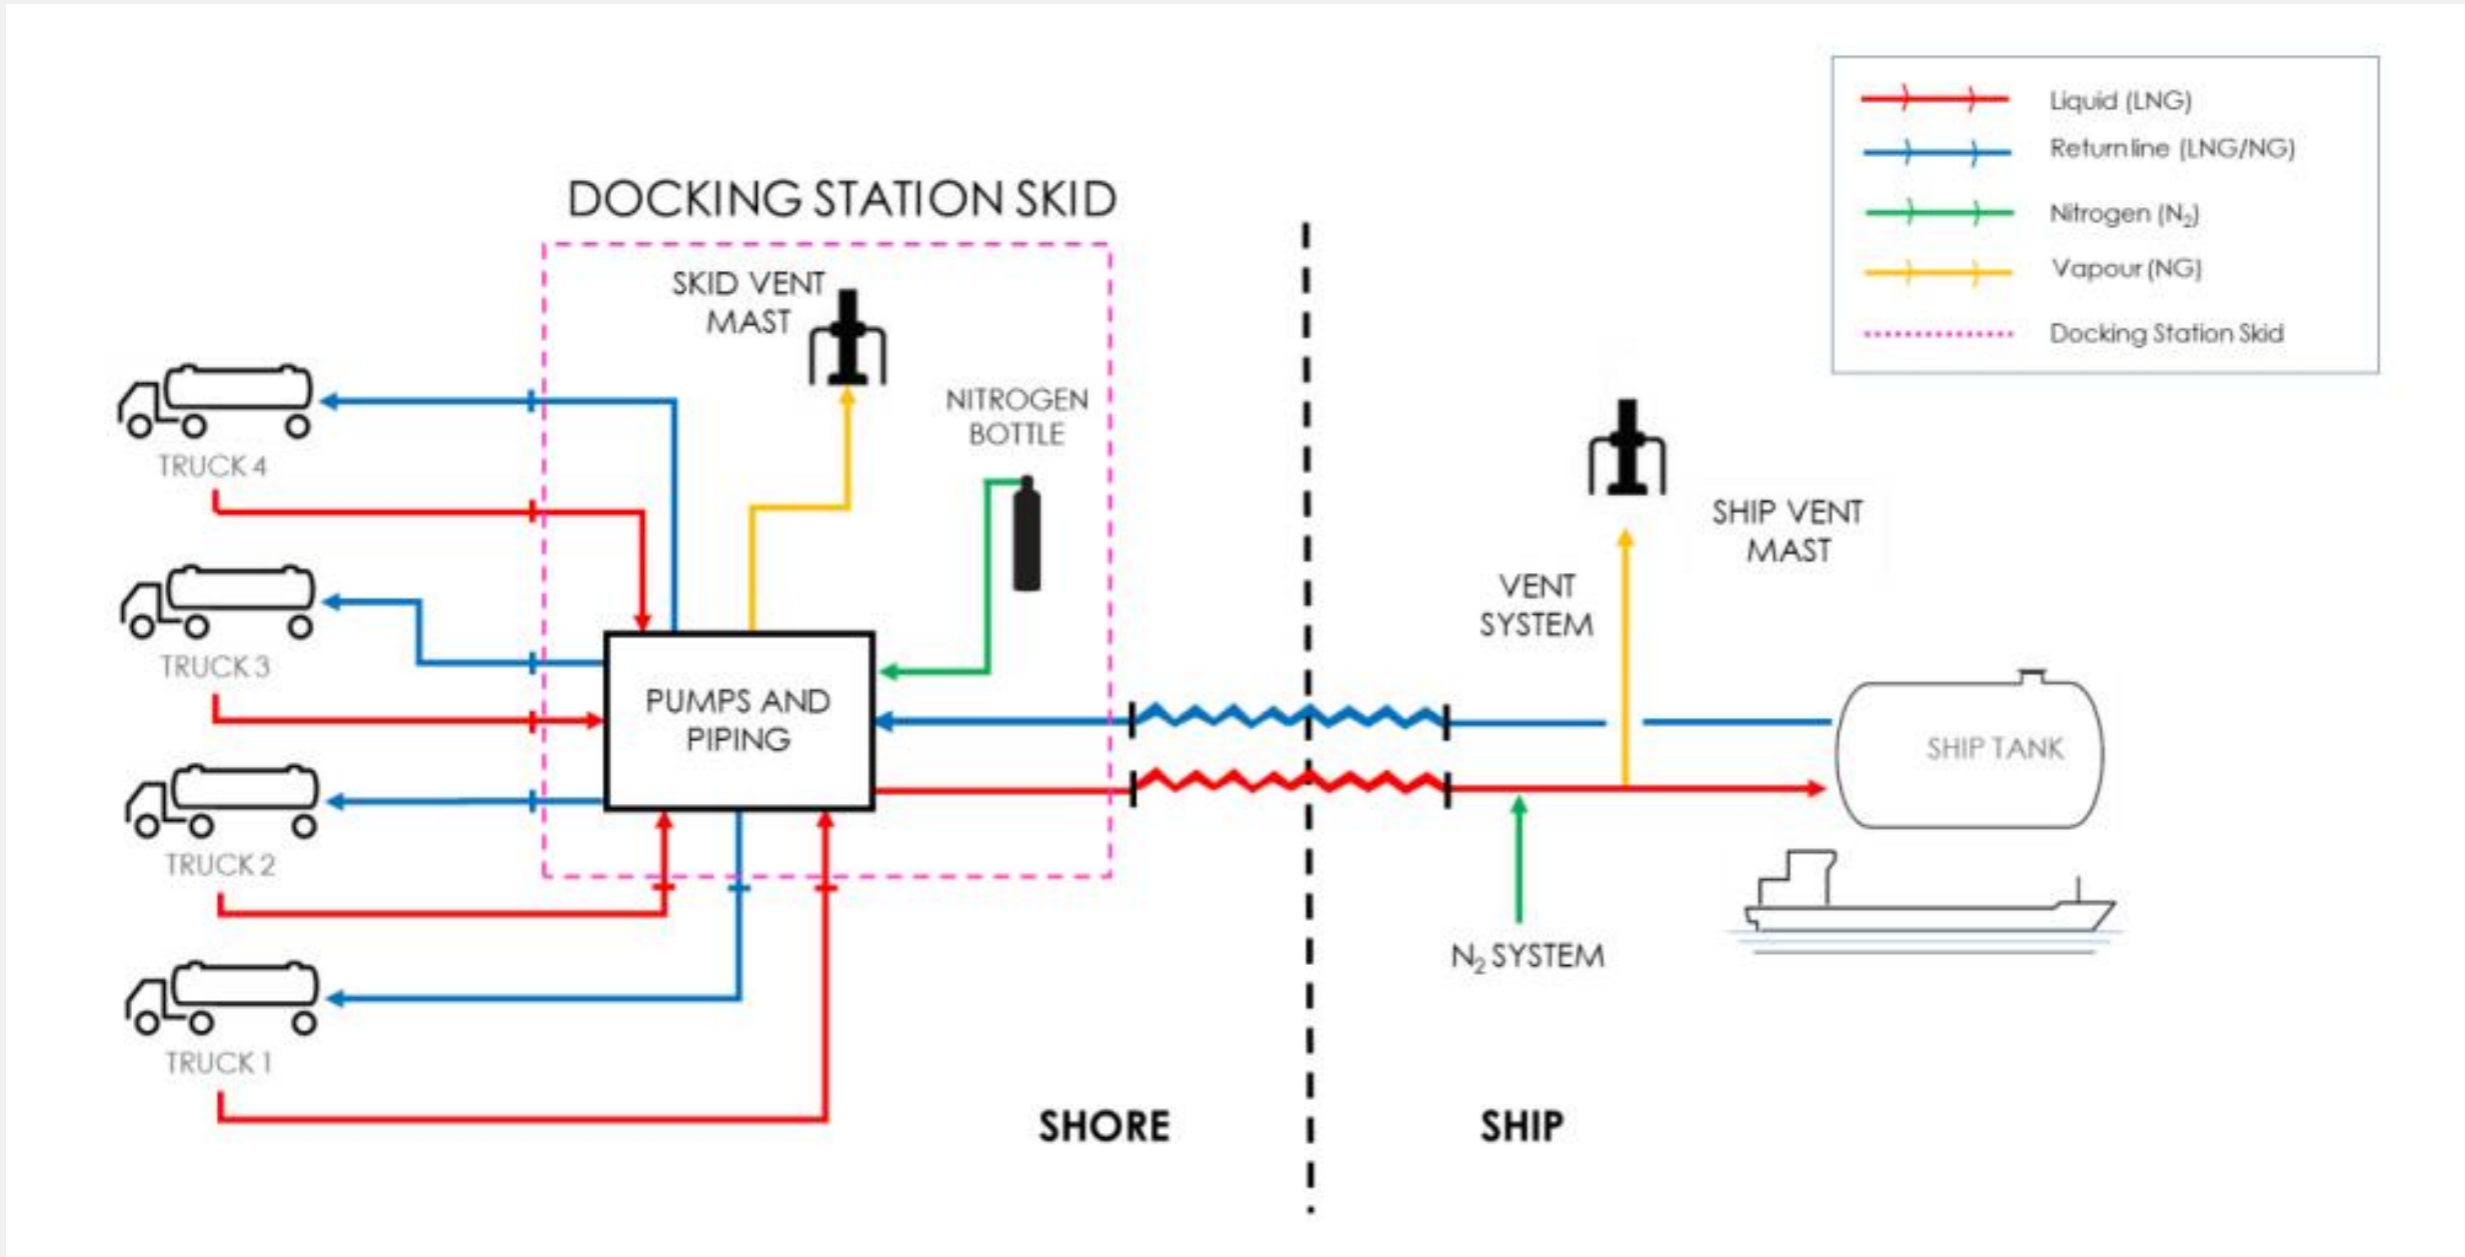 Liquid (LNG)
Return line (LNG/NG)
Nitrogen (N₂)
Vapour (NG)
Docking Station Skid
DOCKING STATION SKID
SKID VENT
MAST
NITROGEN
BOTTLE
TRUCK 4
TRUCK 3
TRUCK 2
TRUCK 1
PUMPS AND
PIPING
SHIP VENT
MAST
VENT
SYSTEM
SHIP TANK
N₂ SYSTEM
SHORE
SHIP